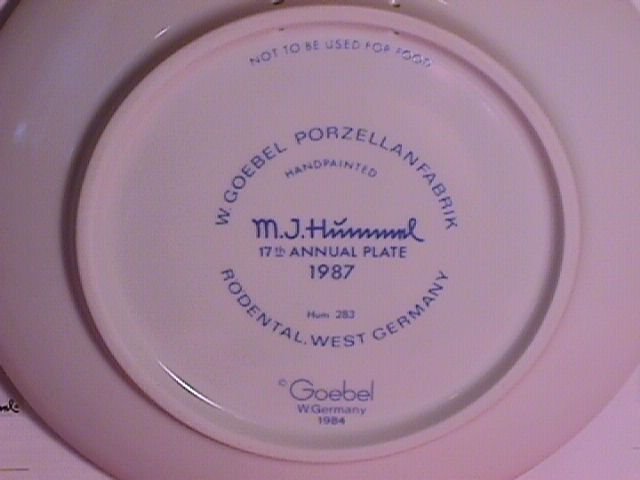 NOT TO BE USED FOR FOOD
W. GOEBEL PORZELLANFABRIK
HANDPAINTED
M.J.Hummel
17th ANNUAL PLATE
1987
Hum 283
RODENTAL, WEST GERMANY
© Goebel
W.Germany
1984